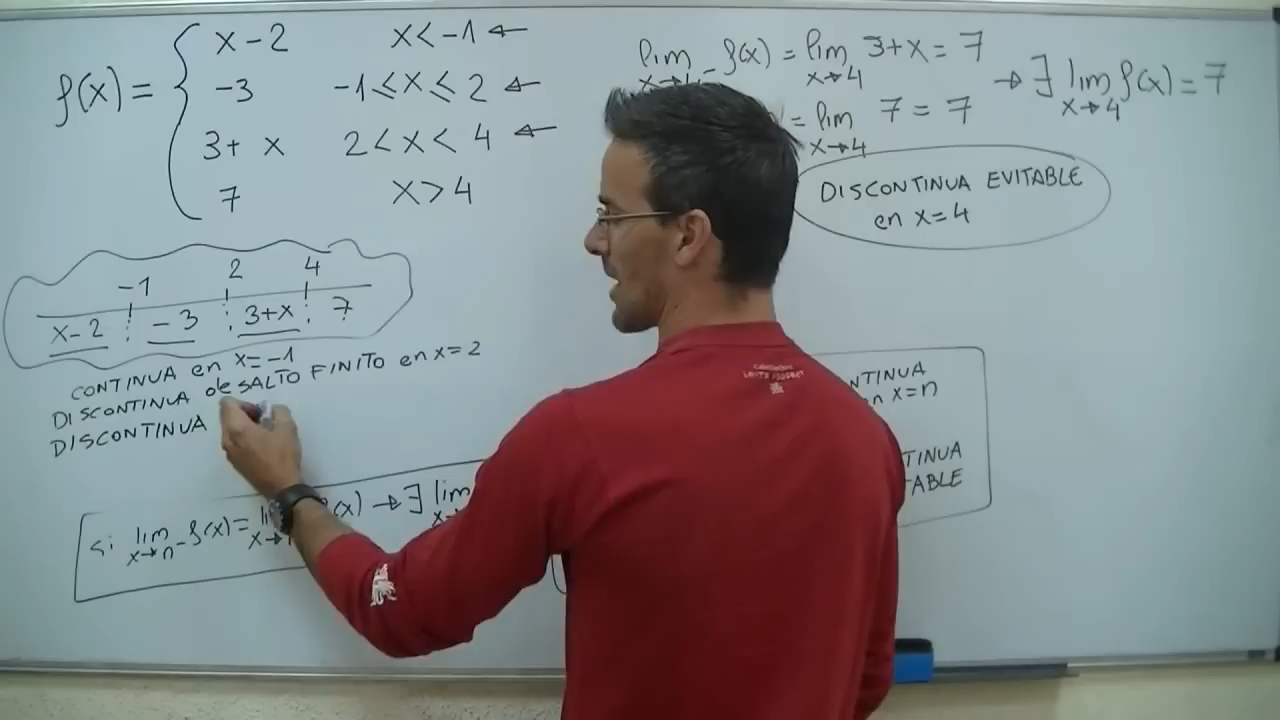 f(x) = { x-2 x < -1 ←
-3 -1 ≤ x ≤ 2 ←
3+ x 2 < x < 4 ←
7 x > 4
-1 2 4
x-2 -3 3+x 7
CONTINUA en x=-1
DISCONTINUA de SALTO FINITO en x=2
DISCONTINUA
Si lim x→n⁻ f(x) = f(x) → ∃ lim
lim f(x) = lim x→4 3+x = 7
= lim x→4 7 = 7
→ ∃ lim x→4 f(x) = 7
DISCONTINUA EVITABLE
en x=4
x=n